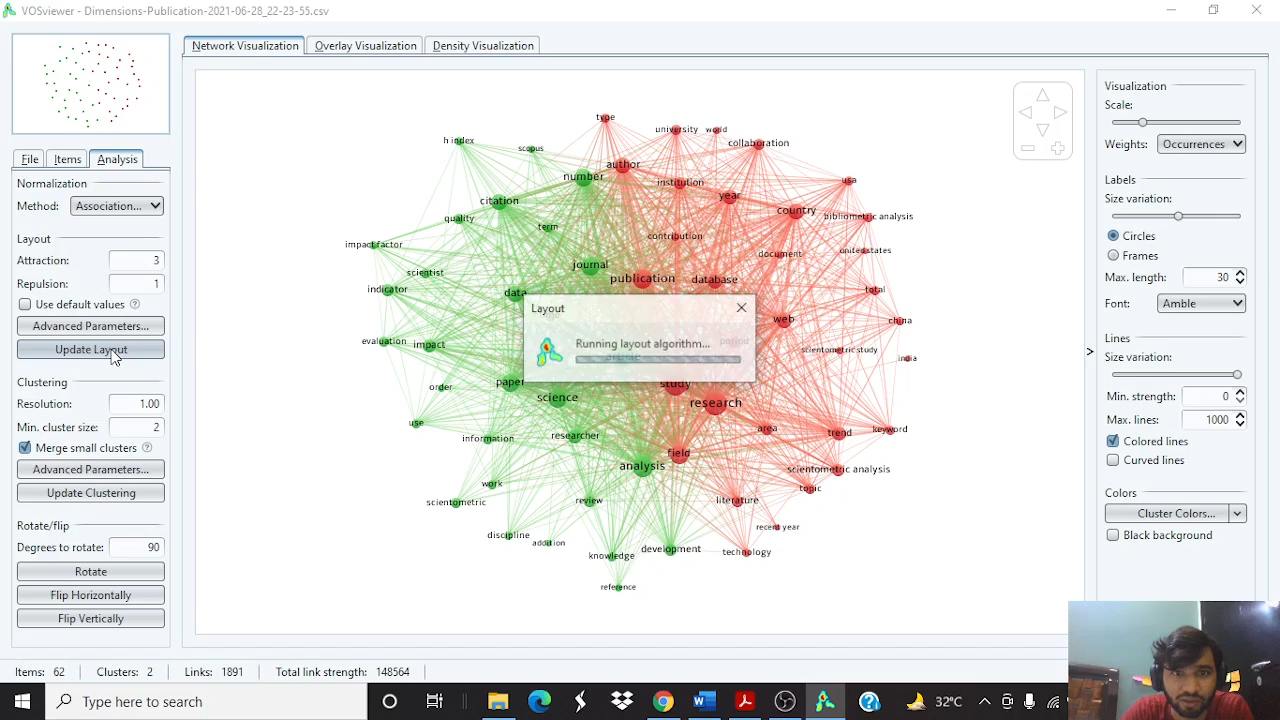 VOSviewer - Dimensions-Publication-2021-06-28_22-23-55.csv
Network Visualization
Overlay Visualization
Density Visualization
File
Items
Analysis
Normalization
Method:
Association...
Layout
Attraction:
3
Repulsion:
1
Use default values
Advanced Parameters...
Update Layout
Clustering
Resolution:
1.00
Min. cluster size:
2
Merge small clusters
Advanced Parameters...
Update Clustering
Rotate/flip
Degrees to rotate:
90
Rotate
Flip Horizontally
Flip Vertically
type
university
world
h index
scopus
collaboration
author
number
institution
usa
citation
year
country
quality
term
bibliometric analysis
contribution
impact factor
document
united states
journal
scientist
publication
database
indicator
data
total
web
china
evaluation
impact
period
scientometric study
article
india
order
paper
study
science
research
use
information
researcher
area
trend
keyword
field
analysis
scientometric analysis
work
topic
scientometric
review
literature
recent year
discipline
addition
knowledge
development
technology
reference
Layout
Running layout algorithm...
Visualization
Scale:
Weights:
Occurrences
Labels
Size variation:
Circles
Frames
Max. length:
30
Font:
Amble
Lines
Size variation:
Min. strength:
0
Max. lines:
1000
Colored lines
Curved lines
Colors
Cluster Colors...
Black background
Items: 62
Clusters: 2
Links: 1891
Total link strength: 148564
Type here to search
32°C